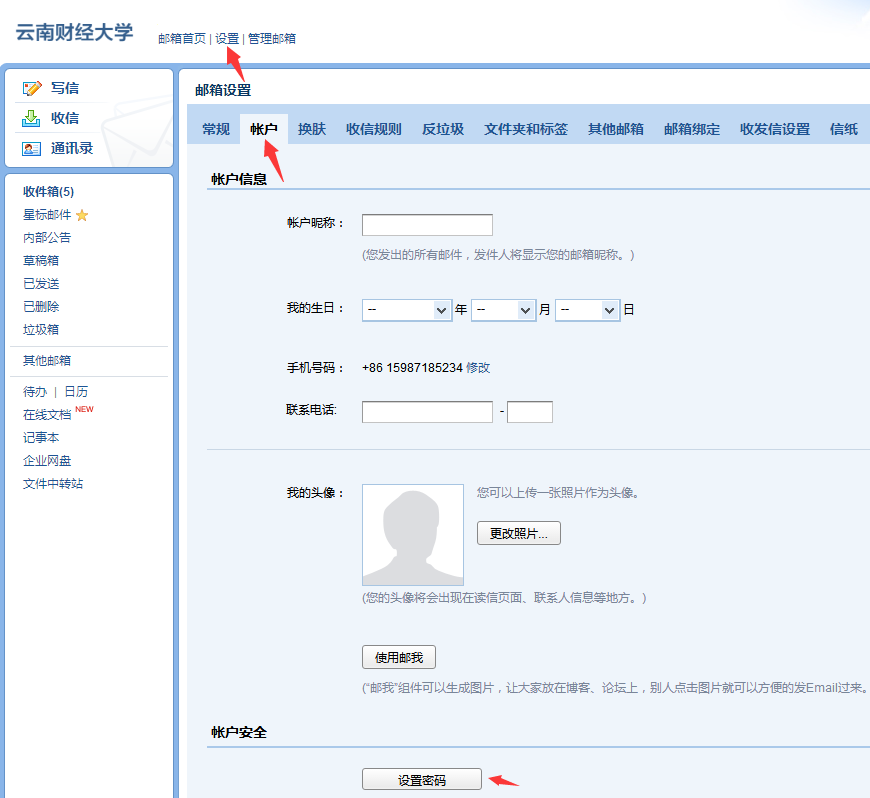 云南财经大学
邮箱首页 | 设置 | 管理邮箱
写信
收信
通讯录
收件箱(5)
星标邮件
内部公告
草稿箱
已发送
已删除
垃圾箱
其他邮箱
待办 | 日历
在线文档 NEW
记事本
企业网盘
文件中转站
邮箱设置
常规 帐户 换肤 收信规则 反垃圾 文件夹和标签 其他邮箱 邮箱绑定 收发信设置 信纸
帐户信息
帐户昵称：
(您发出的所有邮件，发件人将显示您的邮箱昵称。)
我的生日： -- 年 -- 月 -- 日
手机号码： +86 15987185234 修改
联系电话: -
我的头像： 您可以上传一张照片作为头像。
更改照片...
(您的头像将会出现在读信页面、联系人信息等地方。)
使用邮我
("邮我"组件可以生成图片，让大家放在博客、论坛上，别人点击图片就可以方便的发Email过来。
帐户安全
设置密码